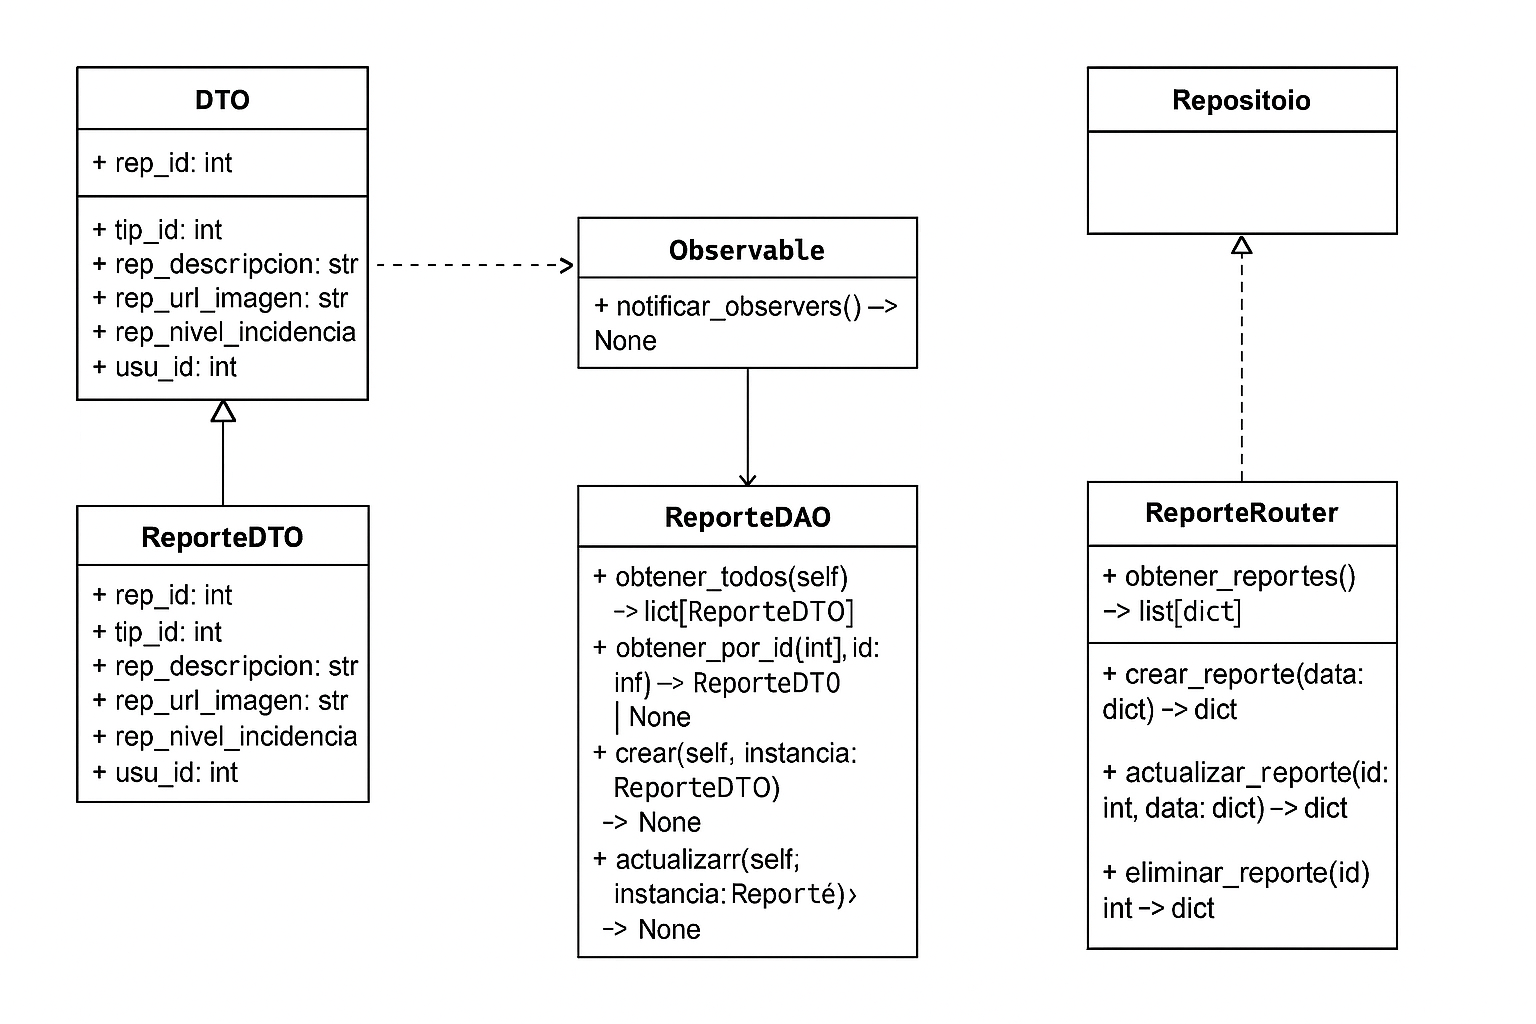 DTO
+ rep_id: int
+ tip_id: int
+ rep_descripcion: str
+ rep_url_imagen: str
+ rep_nivel_incidencia
+ usu_id: int
ReporteDTO
+ rep_id: int
+ tip_id: int
+ rep_descripcion: str
+ rep_url_imagen: str
+ rep_nivel_incidencia
+ usu_id: int
Observable
+ notificar_observers() –>
None
ReporteDAO
+ obtener_todos(self)
–> lict[ReporteDTO]
+ obtener_por_id(int], id:
inf) –> ReporteDT0
| None
+ crear(self, instancia:
ReporteDTO)
–> None
+ actualizarr(self;
instancia: Reporté)›
–> None
Repositoio
ReporteRouter
+ obtener_reportes()
–> list[dict]
+ crear_reporte(data:
dict) –> dict
+ actualizar_reporte(id:
int, data: dict) –> dict
+ eliminar_reporte(id)
int –> dict